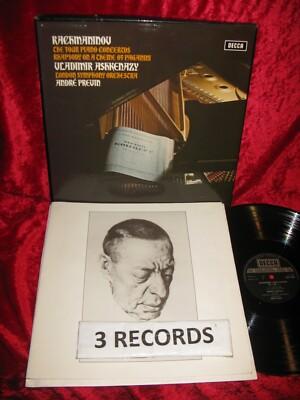 RACHMANINOV
DECCA
THE FOUR PIANO CONCERTOS
RHAPSODY ON A THEME OF PAGANINI
VLADIMIR ASHKENAZY
LONDON SYMPHONY ORCHESTRA
ANDRÉ PREVIN
3 RECORDS
DECCA